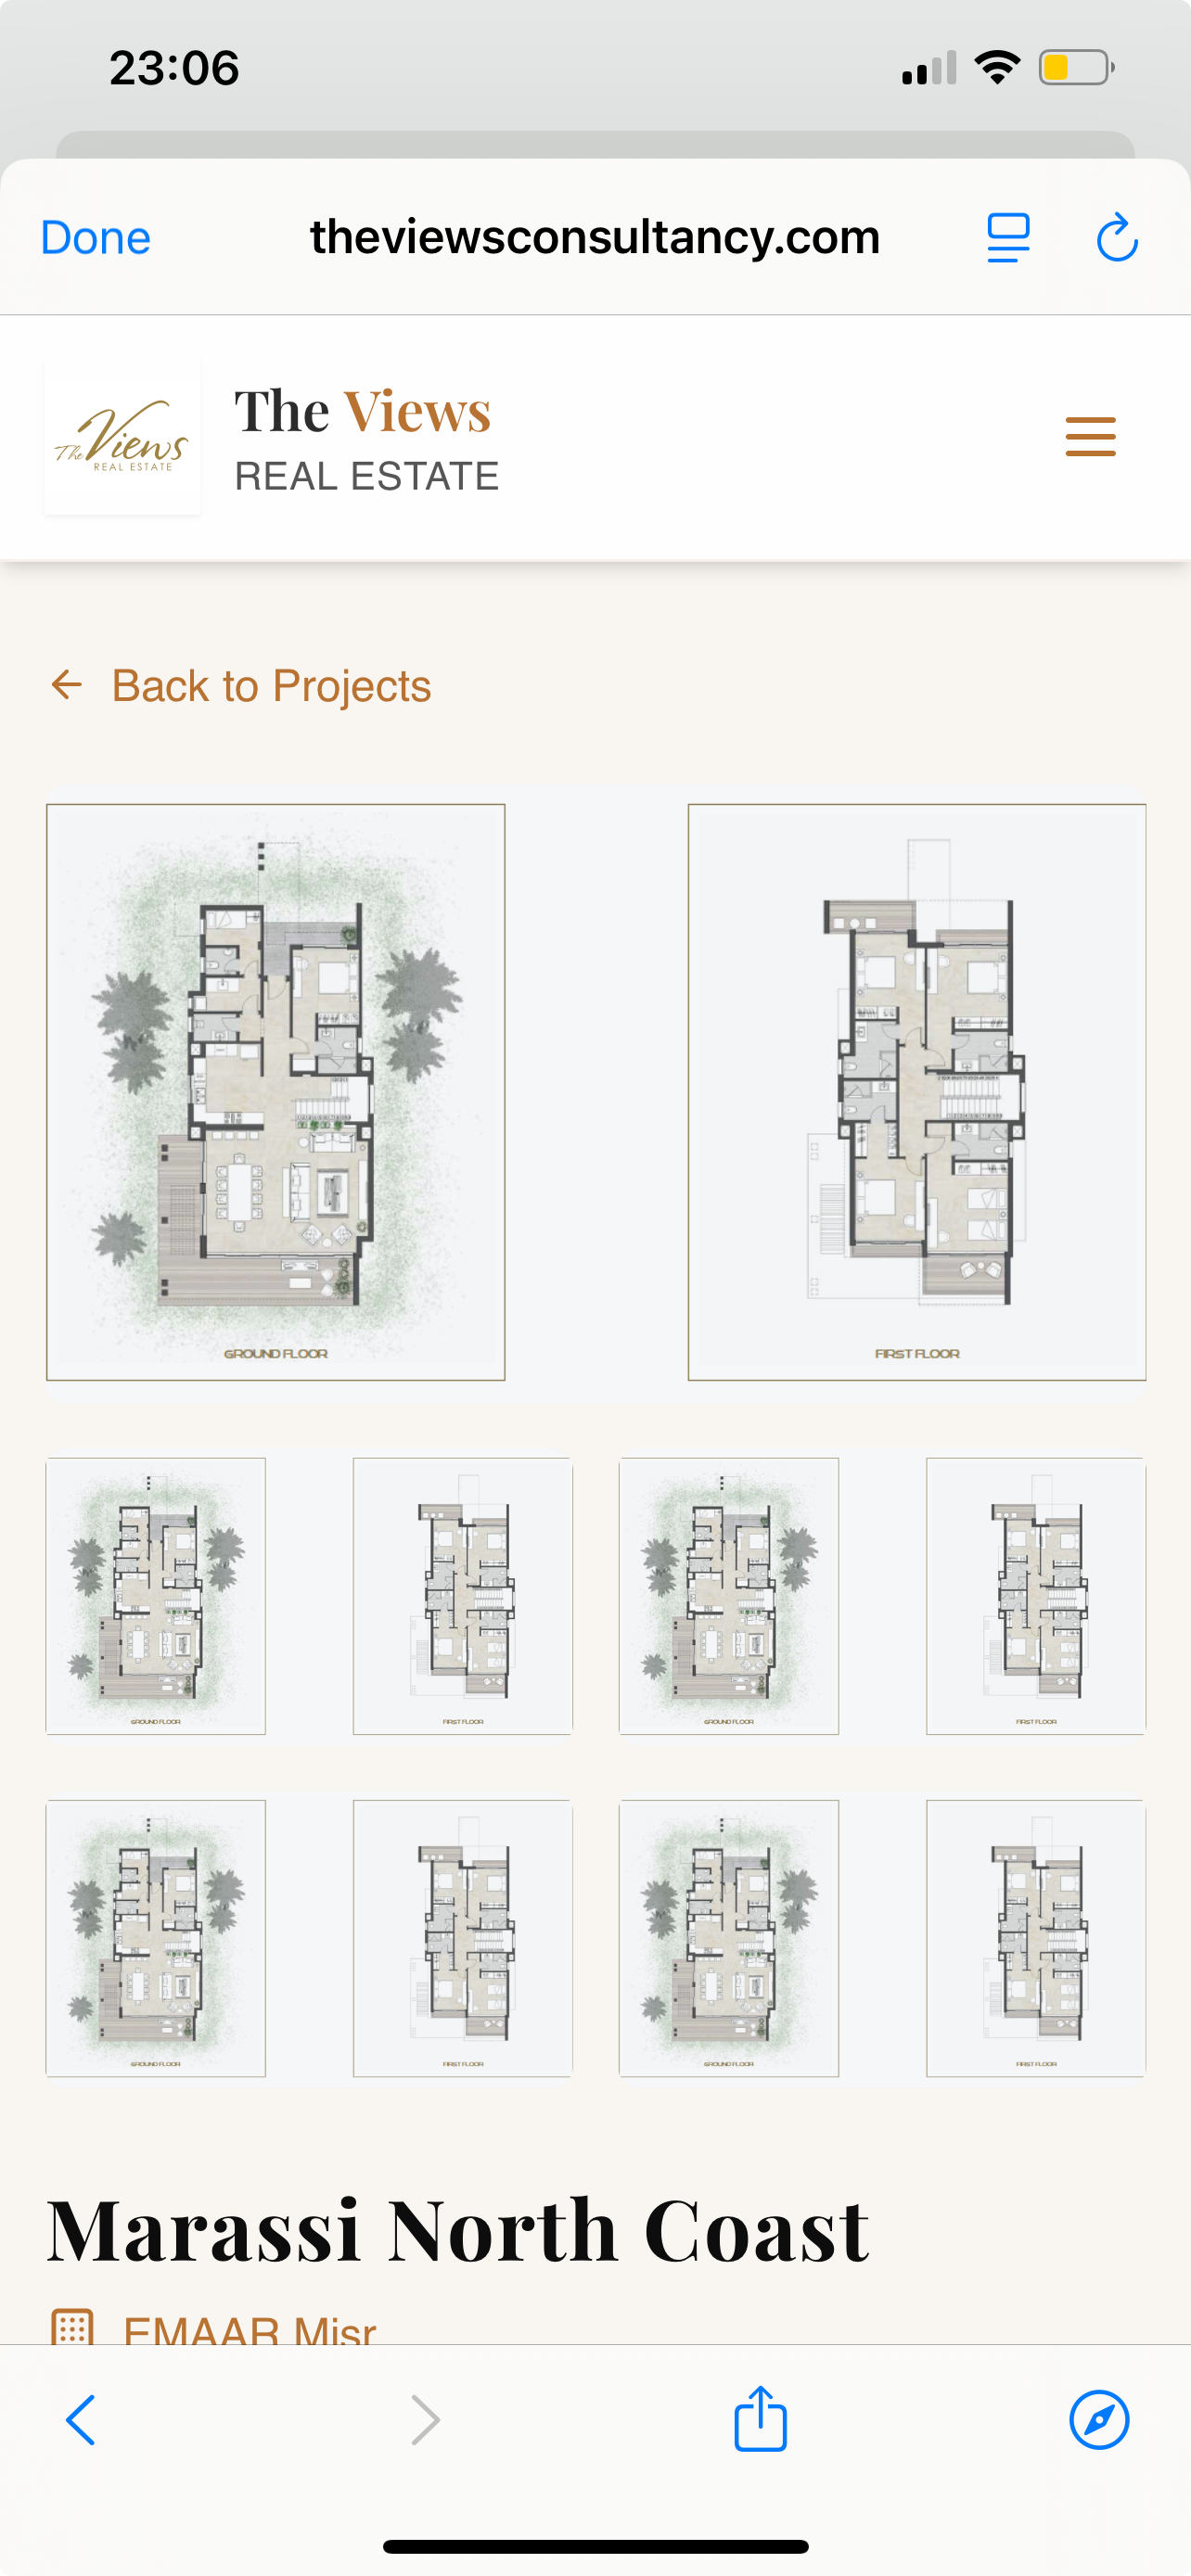 23:06
Done
theviewsconsultancy.com
The Views
REAL ESTATE
The Views
REAL ESTATE
← Back to Projects
GROUND FLOOR
FIRST FLOOR
GROUND FLOOR
FIRST FLOOR
GROUND FLOOR
FIRST FLOOR
GROUND FLOOR
FIRST FLOOR
GROUND FLOOR
FIRST FLOOR
Marassi North Coast
EMAAR Misr